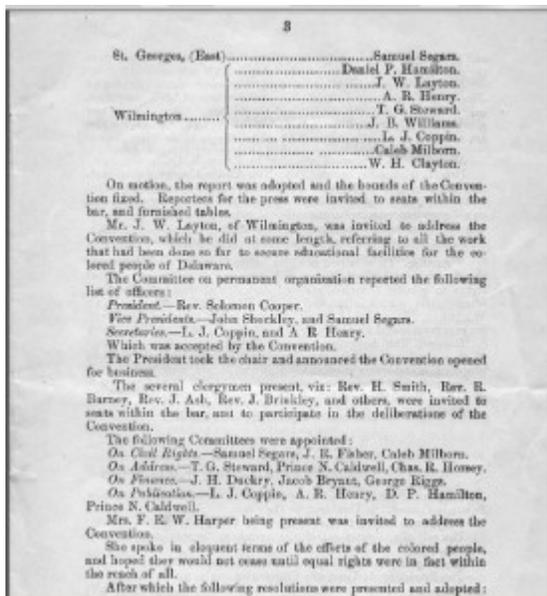 3
St. Georges, (East)..............................Samuel Segars.
..........................Daniel P. Hamilton.
..........................J. W. Layton.
..........................A. R. Henry.
..........................T. G. Steward.
Wilmington.........
..........................J. B. Williams.
..........................L. J. Coppin.
..........................Caleb Milborn.
..........................W. H. Clayton.
On motion, the report was adopted and the bounds of the Conven-
tion fixed. Reporters for the press were invited to seats within the
bar, and furnished tables.
Mr. J. W. Layton, of Wilmington, was invited to address the
Convention, which he did at some length, referring to all the work
that had been done so far to secure educational facilities for the co-
lored people of Delaware.
The Committee on permanent organization reported the following
list of officers:
President.—Rev. Solomon Cooper.
Vice Presidents.—John Shockley, and Samuel Segars.
Secretaries.—L. J. Coppin, and A. R. Henry.
Which was accepted by the Convention.
The President took the chair and announced the Convention opened
for business.
The several clergymen present, viz: Rev. H. Smith, Rev. R.
Barney, Rev. J. Ash, Rev. J. Brinkley, and others, were invited to
seats within the bar, and to participate in the deliberations of the
Convention.
The following Committees were appointed:
On Civil Rights.—Samuel Segars, J. R. Fisher, Caleb Milborn.
On Address.—T. G. Steward, Prince N. Caldwell, Chas. R.
On Finance.—J. H. Jacob Bryant, George Riggs.
On Publication.—L. J. Coppin, A. R. Henry, D. P. Hamilton,
Prince N. Caldwell.
Mrs. F. E. W. Harper being present was invited to address the
Convention.
She spoke in eloquent terms of the efforts of the colored people,
and hoped they would not cease until equal rights were in fact within
the reach of all.
After which the following resolutions were presented and adopted: